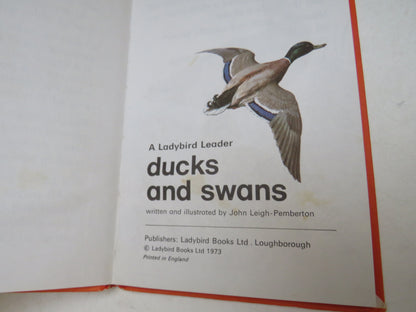 A Ladybird Leader
ducks
and swans
written and illustrated by John Leigh-Pemberton
Publishers: Ladybird Books Ltd . Loughborough
© Ladybird Books Ltd 1973
Printed in England